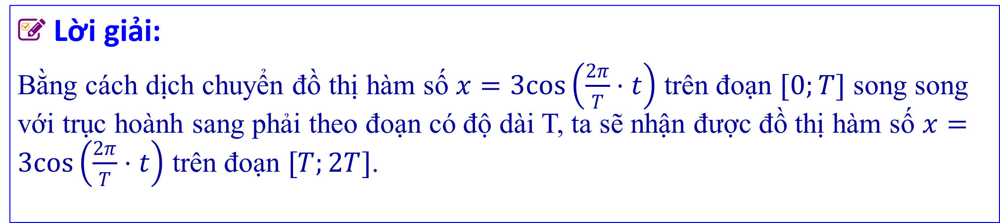 Lời giải:
Bằng cách dịch chuyển đồ thị hàm số x = 3cos(2π/T · t) trên đoạn [0; T] song song
với trục hoành sang phải theo đoạn có độ dài T, ta sẽ nhận được đồ thị hàm số x =
3cos(2π/T · t) trên đoạn [T; 2T].